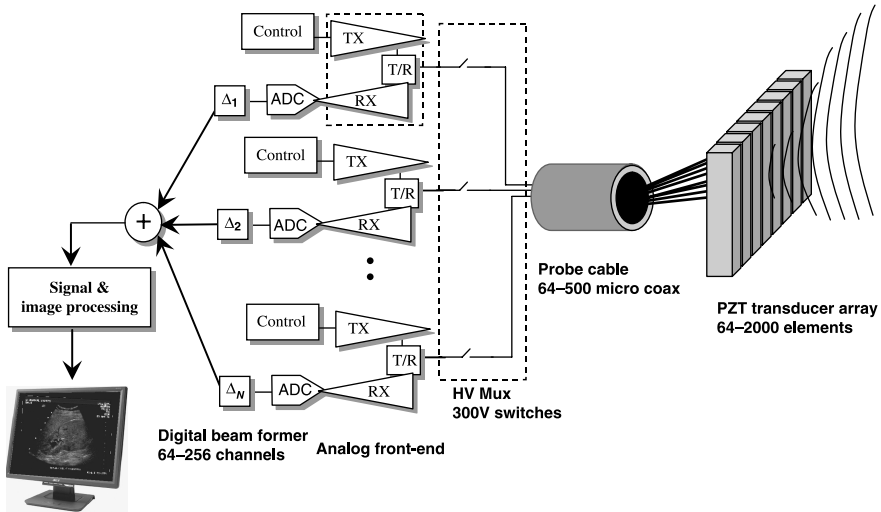 Control
TX
T/R
Δ1
ADC
RX
Control
TX
T/R
+
Δ2
ADC
RX
Signal &
image processing
Probe cable
64–500 micro coax
PZT transducer array
64–2000 elements
Control
TX
T/R
ΔN
ADC
RX
HV Mux
300V switches
Digital beam former
64–256 channels
Analog front-end